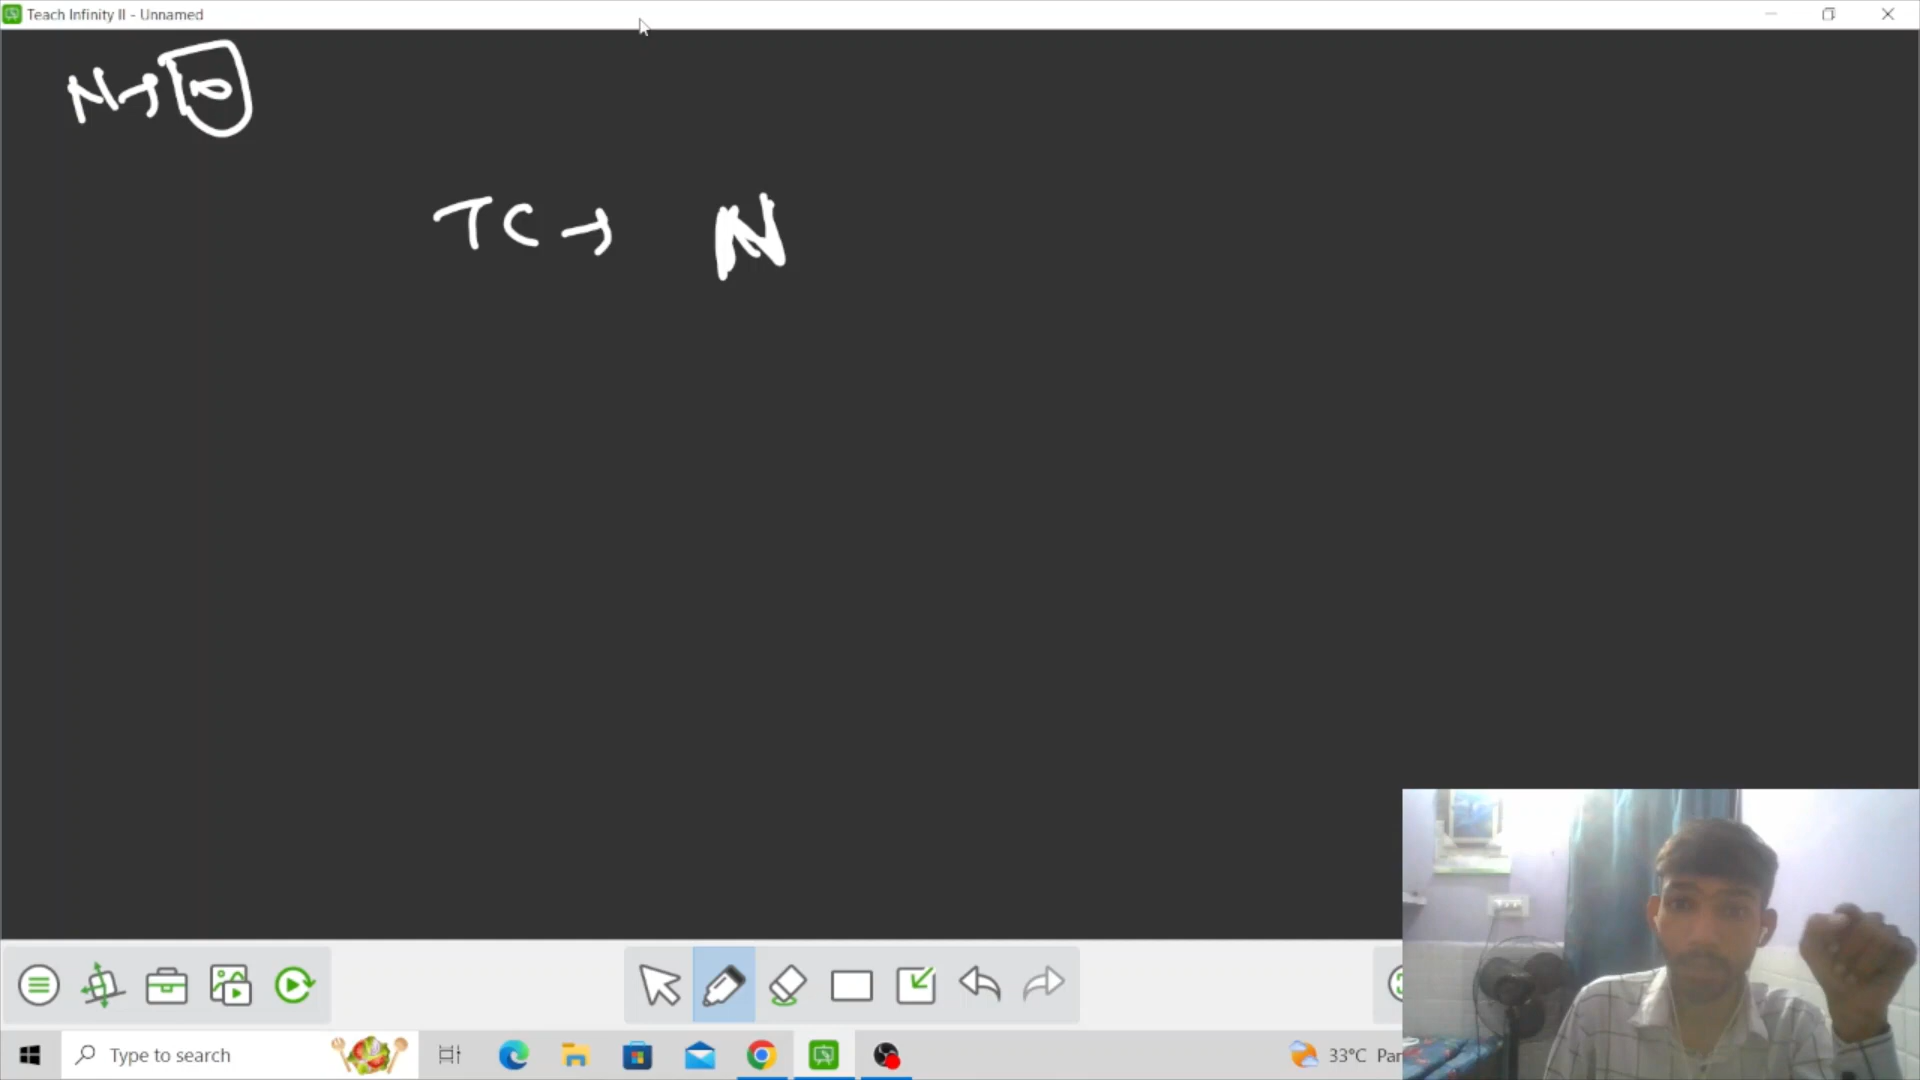 Teach Infinity II - Unnamed
N→
TC→ N
Type to search
33°C